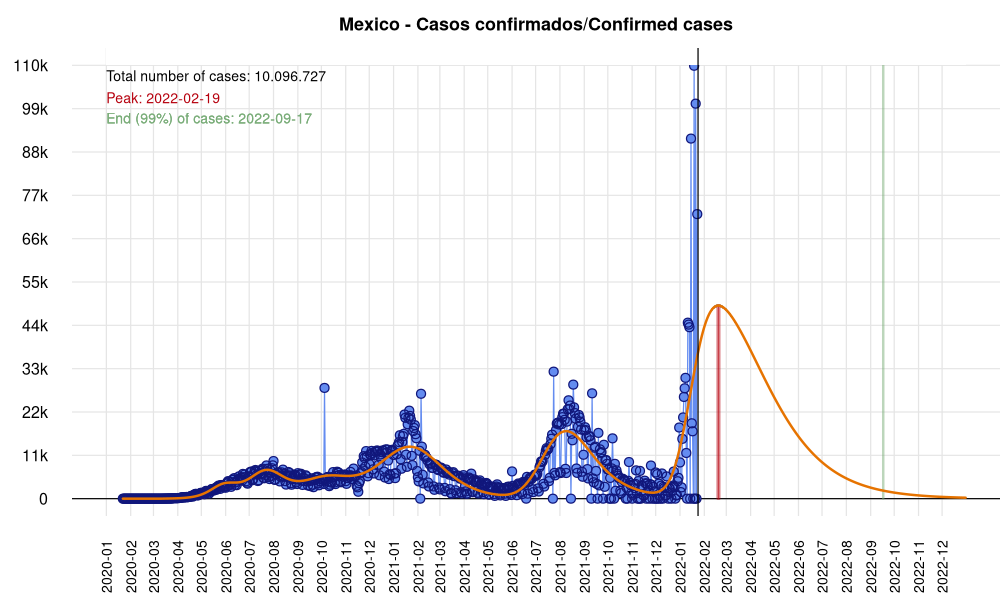 Mexico - Casos confirmados/Confirmed cases
Total number of cases: 10.096.727
Peak: 2022-02-19
End (99%) of cases: 2022-09-17
110k
99k
88k
77k
66k
55k
44k
33k
22k
11k
0
2020-01
2020-02
2020-03
2020-04
2020-05
2020-06
2020-07
2020-08
2020-09
2020-10
2020-11
2020-12
2021-01
2021-02
2021-03
2021-04
2021-05
2021-06
2021-07
2021-08
2021-09
2021-10
2021-11
2021-12
2022-01
2022-02
2022-03
2022-04
2022-05
2022-06
2022-07
2022-08
2022-09
2022-10
2022-11
2022-12